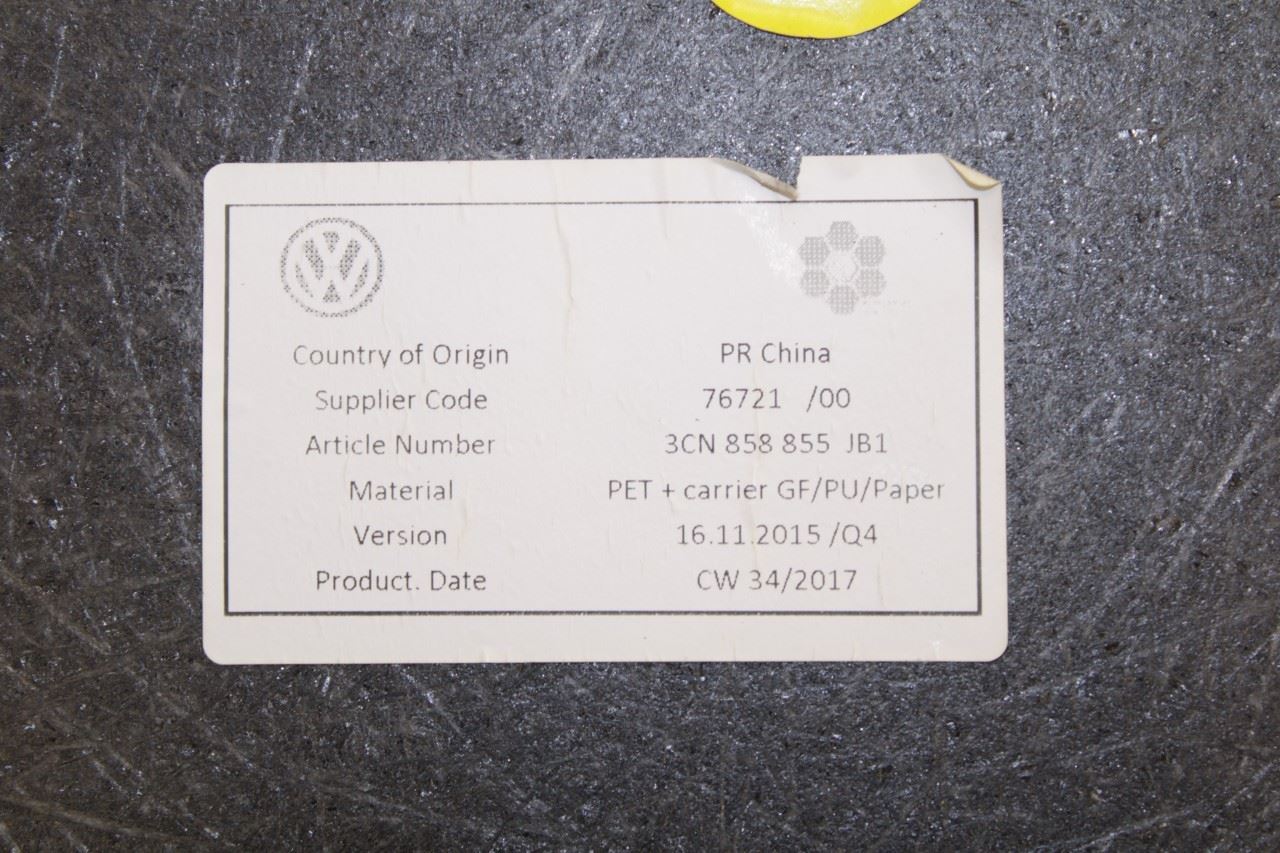 Country of Origin PR China
Supplier Code 76721 /00
Article Number 3CN 858 855 JB1
Material PET + carrier GF/PU/Paper
Version 16.11.2015 /Q4
Product. Date CW 34/2017